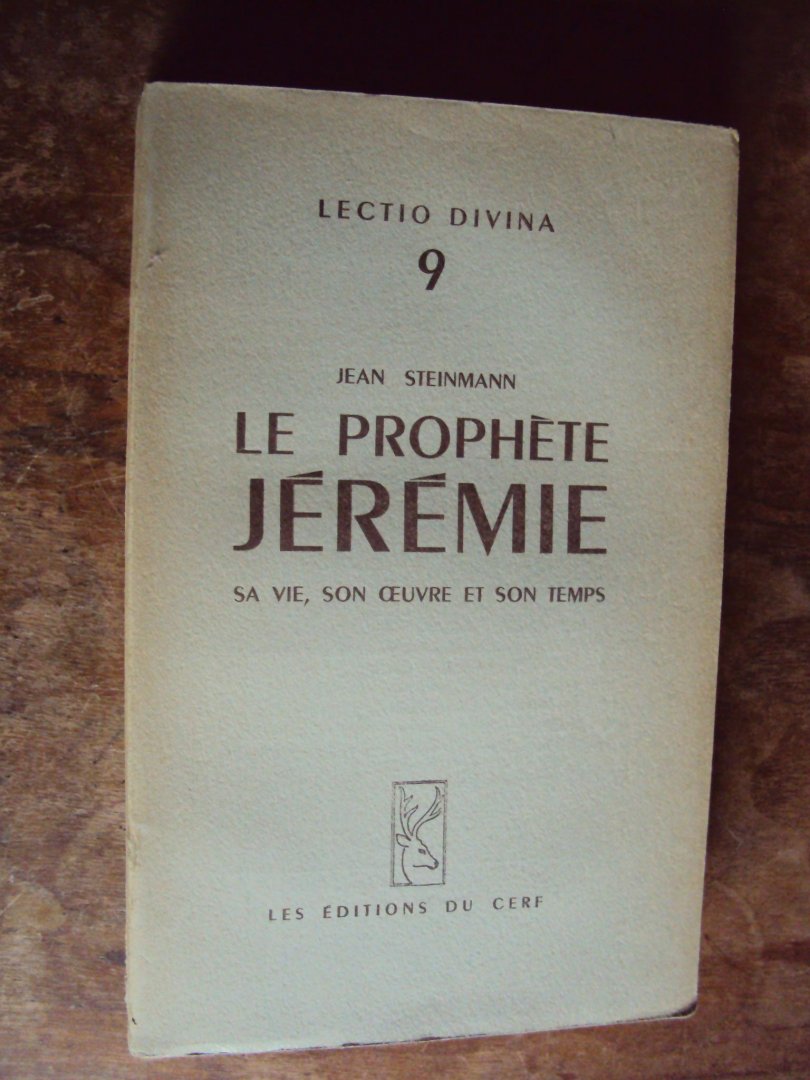 LECTIO DIVINA
9
JEAN STEINMANN
LE PROPHÈTE
JÉRÉMIE
SA VIE, SON ŒUVRE ET SON TEMPS
LES ÉDITIONS DU CERF